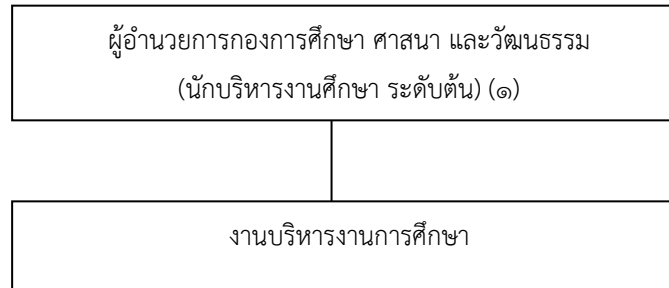 ผู้อำนวยการกองการศึกษา ศาสนา และวัฒนธรรม
(นักบริหารงานศึกษา ระดับต้น) (๑)
งานบริหารงานการศึกษา